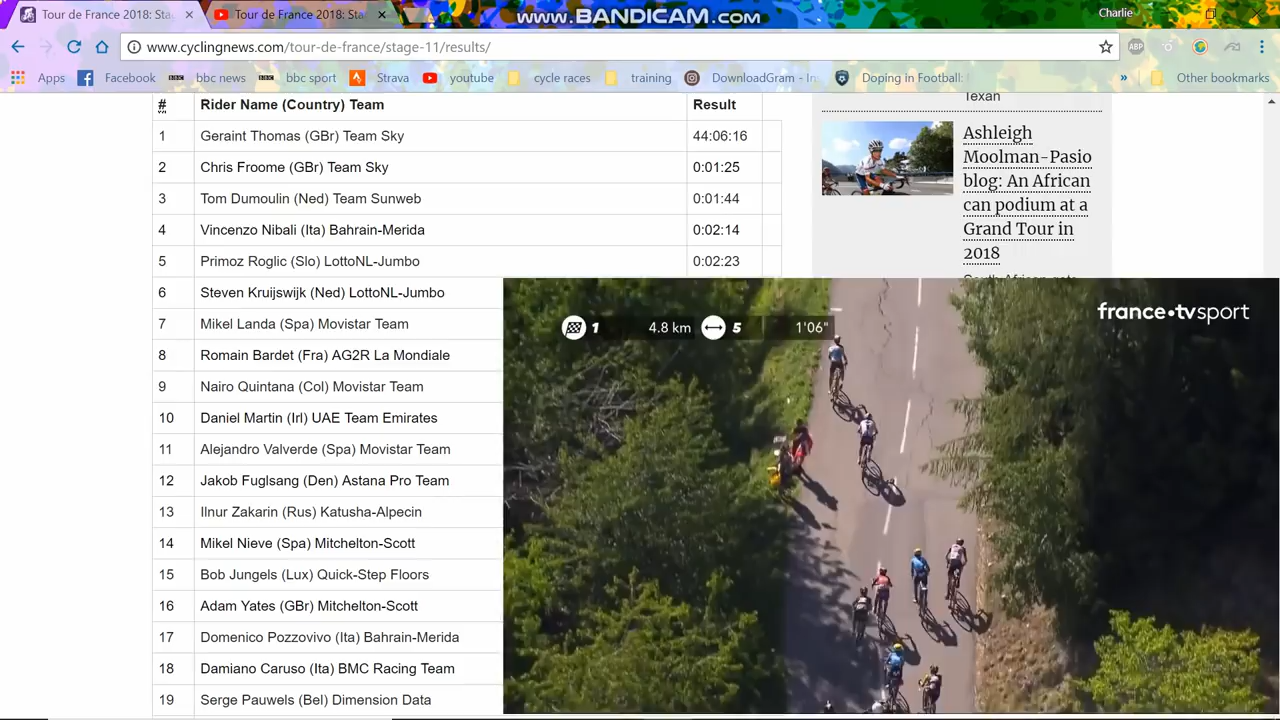 Tour de France 2018: Sta
Tour de France 2018: Sta
www.BANDICAM.com
Charlie
www.cyclingnews.com/tour-de-france/stage-11/results/
ABP
Apps
Facebook
bbc news
bbc sport
Strava
youtube
cycle races
training
DownloadGram - In
Doping in Football:
»
Other bookmarks
# Rider Name (Country) Team Result
1 Geraint Thomas (GBr) Team Sky 44:06:16
2 Chris Froome (GBr) Team Sky 0:01:25
3 Tom Dumoulin (Ned) Team Sunweb 0:01:44
4 Vincenzo Nibali (Ita) Bahrain-Merida 0:02:14
5 Primoz Roglic (Slo) LottoNL-Jumbo 0:02:23
6 Steven Kruijswijk (Ned) LottoNL-Jumbo
7 Mikel Landa (Spa) Movistar Team
8 Romain Bardet (Fra) AG2R La Mondiale
9 Nairo Quintana (Col) Movistar Team
10 Daniel Martin (Irl) UAE Team Emirates
11 Alejandro Valverde (Spa) Movistar Team
12 Jakob Fuglsang (Den) Astana Pro Team
13 Ilnur Zakarin (Rus) Katusha-Alpecin
14 Mikel Nieve (Spa) Mitchelton-Scott
15 Bob Jungels (Lux) Quick-Step Floors
16 Adam Yates (GBr) Mitchelton-Scott
17 Domenico Pozzovivo (Ita) Bahrain-Merida
18 Damiano Caruso (Ita) BMC Racing Team
19 Serge Pauwels (Bel) Dimension Data
Texan
Ashleigh
Moolman-Pasio
blog: An African
can podium at a
Grand Tour in
2018
1 4.8 km 5 1'06"
france•tvsport